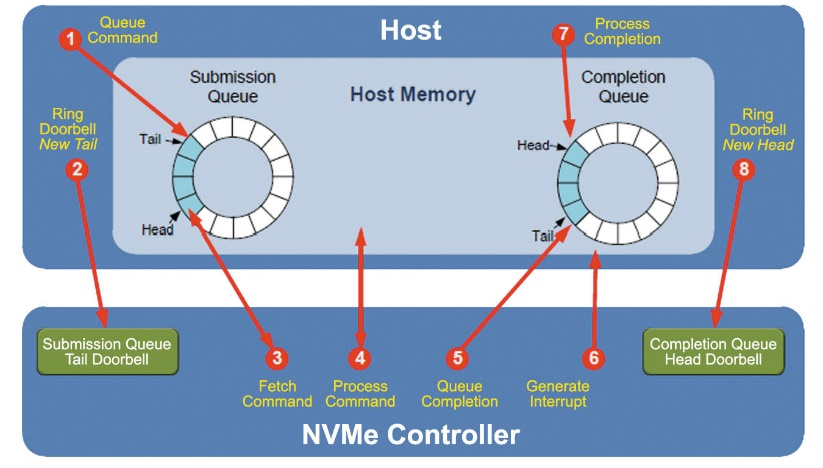 Host
1
Queue
Command
7
Process
Completion
Submission
Queue
Host Memory
Completion
Queue
Ring
Doorbell
New Tail
2
Tail
Head
Head
Tail
Ring
Doorbell
New Head
8
Submission Queue
Tail Doorbell
3
Fetch
Command
4
Process
Command
5
Queue
Completion
6
Generate
Interrupt
Completion Queue
Head Doorbell
NVMe Controller